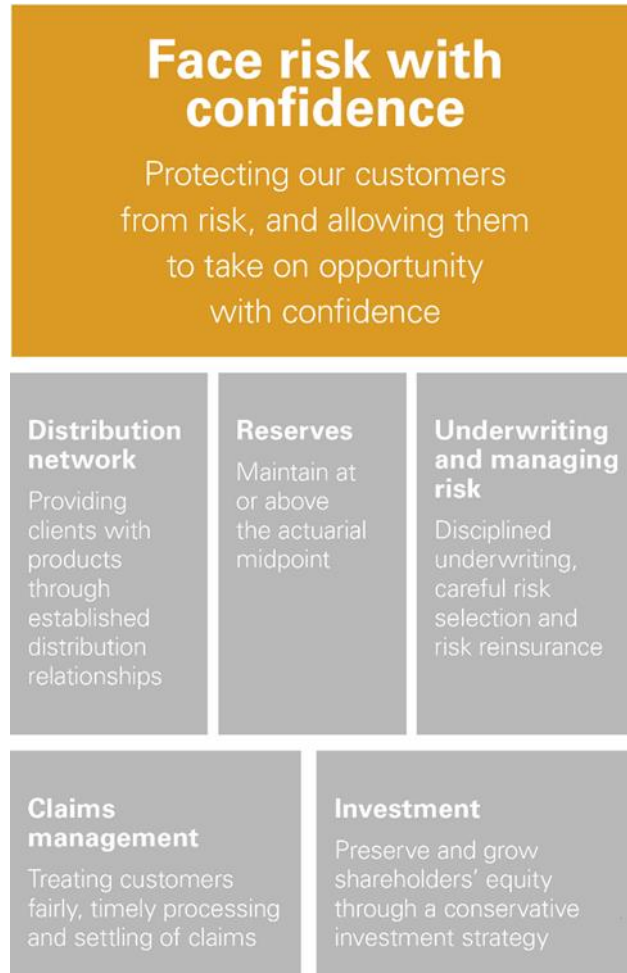 Face risk with
confidence
Protecting our customers
from risk, and allowing them
to take on opportunity
with confidence
Distribution
network
Providing
clients with
products
through
established
distribution
relationships
Reserves
Maintain at
or above
the actuarial
midpoint
Underwriting
and managing
risk
Disciplined
underwriting,
careful risk
selection and
risk reinsurance
Claims
management
Treating customers
fairly, timely processing
and settling of claims
Investment
Preserve and grow
shareholders’ equity
through a conservative
investment strategy